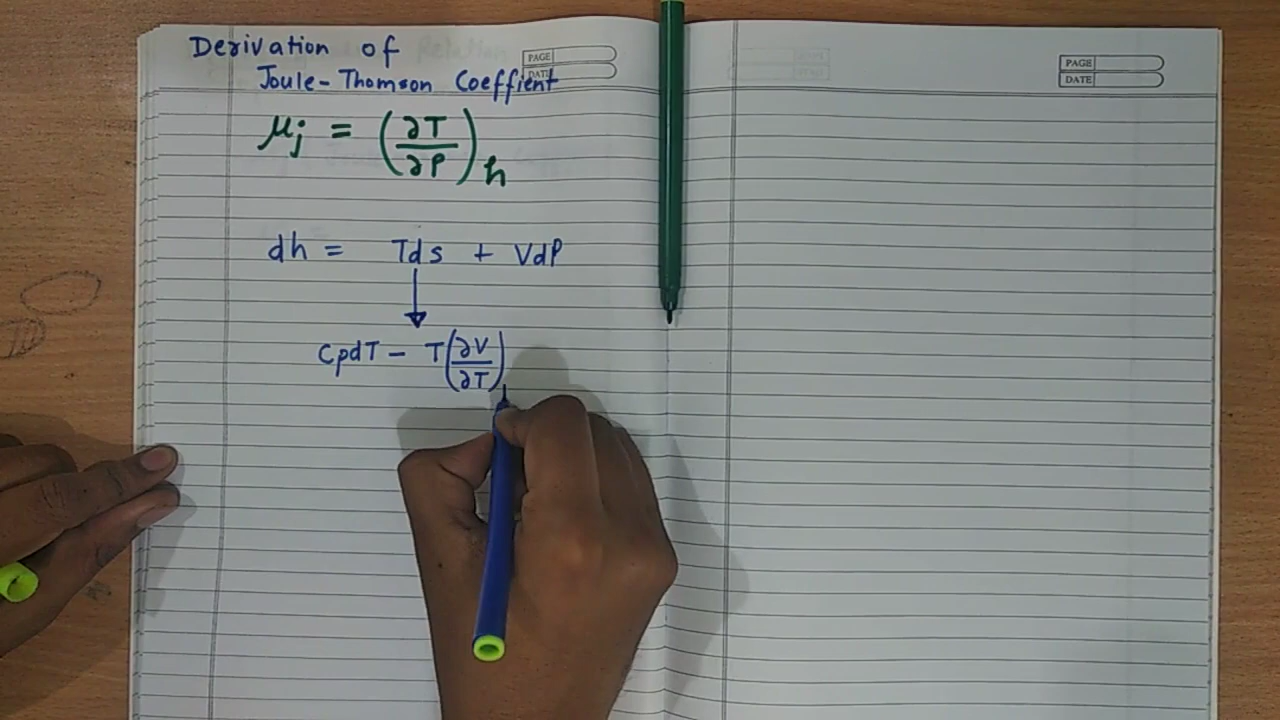 Derivation of
Joule-Thomson Coeffient
PAGE
DATE
μj = (∂T/∂P)h
dh = Tds + VdP
CpdT - T(∂V/∂T)
PAGE
DATE